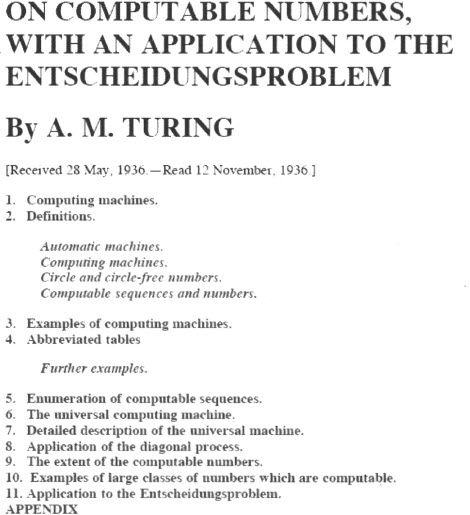 ON COMPUTABLE NUMBERS,
WITH AN APPLICATION TO THE
ENTSCHEIDUNGSPROBLEM
By A. M. TURING
[Received 28 May, 1936.—Read 12 November, 1936.]
1. Computing machines.
2. Definitions.
Automatic machines.
Computing machines.
Circle and circle-free numbers.
Computable sequences and numbers.
3. Examples of computing machines.
4. Abbreviated tables
Further examples.
5. Enumeration of computable sequences.
6. The universal computing machine.
7. Detailed description of the universal machine.
8. Application of the diagonal process.
9. The extent of the computable numbers.
10. Examples of large classes of numbers which are computable.
11. Application to the Entscheidungsproblem.
APPENDIX